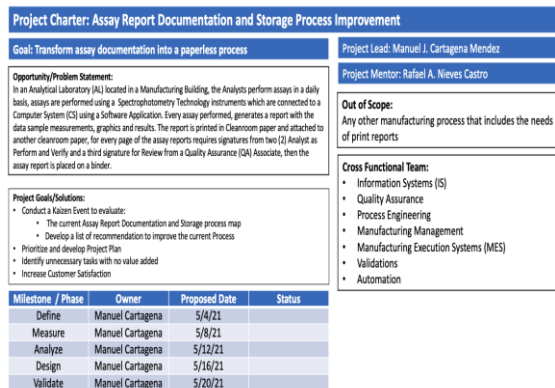 Project Charter: Assay Report Documentation and Storage Process Improvement
Goal: Transform assay documentation into a paperless process
Opportunity/Problem Statement:
In an Analytical Laboratory (AL) located in a Manufacturing Building, the Analysts perform assays in a daily
basis, assays are performed using a Spectrophotometry Technology instruments which are connected to a
Computer System (CS) using a Software Application. Every assay performed, generates a report with the
data sample measurements, graphics and results. The report is printed in Cleanroom paper and attached to
another cleanroom paper, for every page of the assay reports requires signatures from two (2) Analyst as
Perform and Verify and a third signature for Review from a Quality Assurance (QA) Associate, then the
assay report is placed on a binder.
Project Goals/Solutions:
• Conduct a Kaizen Event to evaluate:
• The current Assay Report Documentation and Storage process map
• Develop a list of recommendation to improve the current Process
• Prioritize and develop Project Plan
• Identify unnecessary tasks with no value added
• Increase Customer Satisfaction
Milestone / Phase Owner Proposed Date Status
Define Manuel Cartagena 5/4/21
Measure Manuel Cartagena 5/8/21
Analyze Manuel Cartagena 5/12/21
Design Manuel Cartagena 5/16/21
Validate Manuel Cartagena 5/20/21
Project Lead: Manuel J. Cartagena Mendez
Project Mentor: Rafael A. Nieves Castro
Out of Scope:
Any other manufacturing process that includes the needs
of print reports
Cross Functional Team:
• Information Systems (IS)
• Quality Assurance
• Process Engineering
• Manufacturing Management
• Manufacturing Execution Systems (MES)
• Validations
• Automation